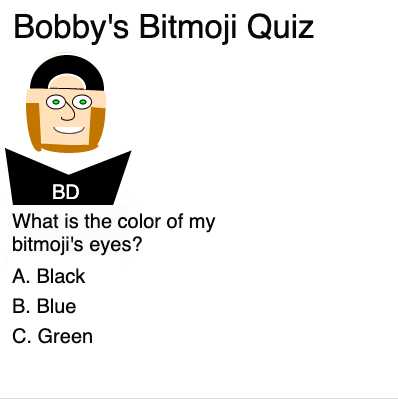 Bobby's Bitmoji Quiz
BD
What is the color of my
bitmoji's eyes?
A. Black
B. Blue
C. Green